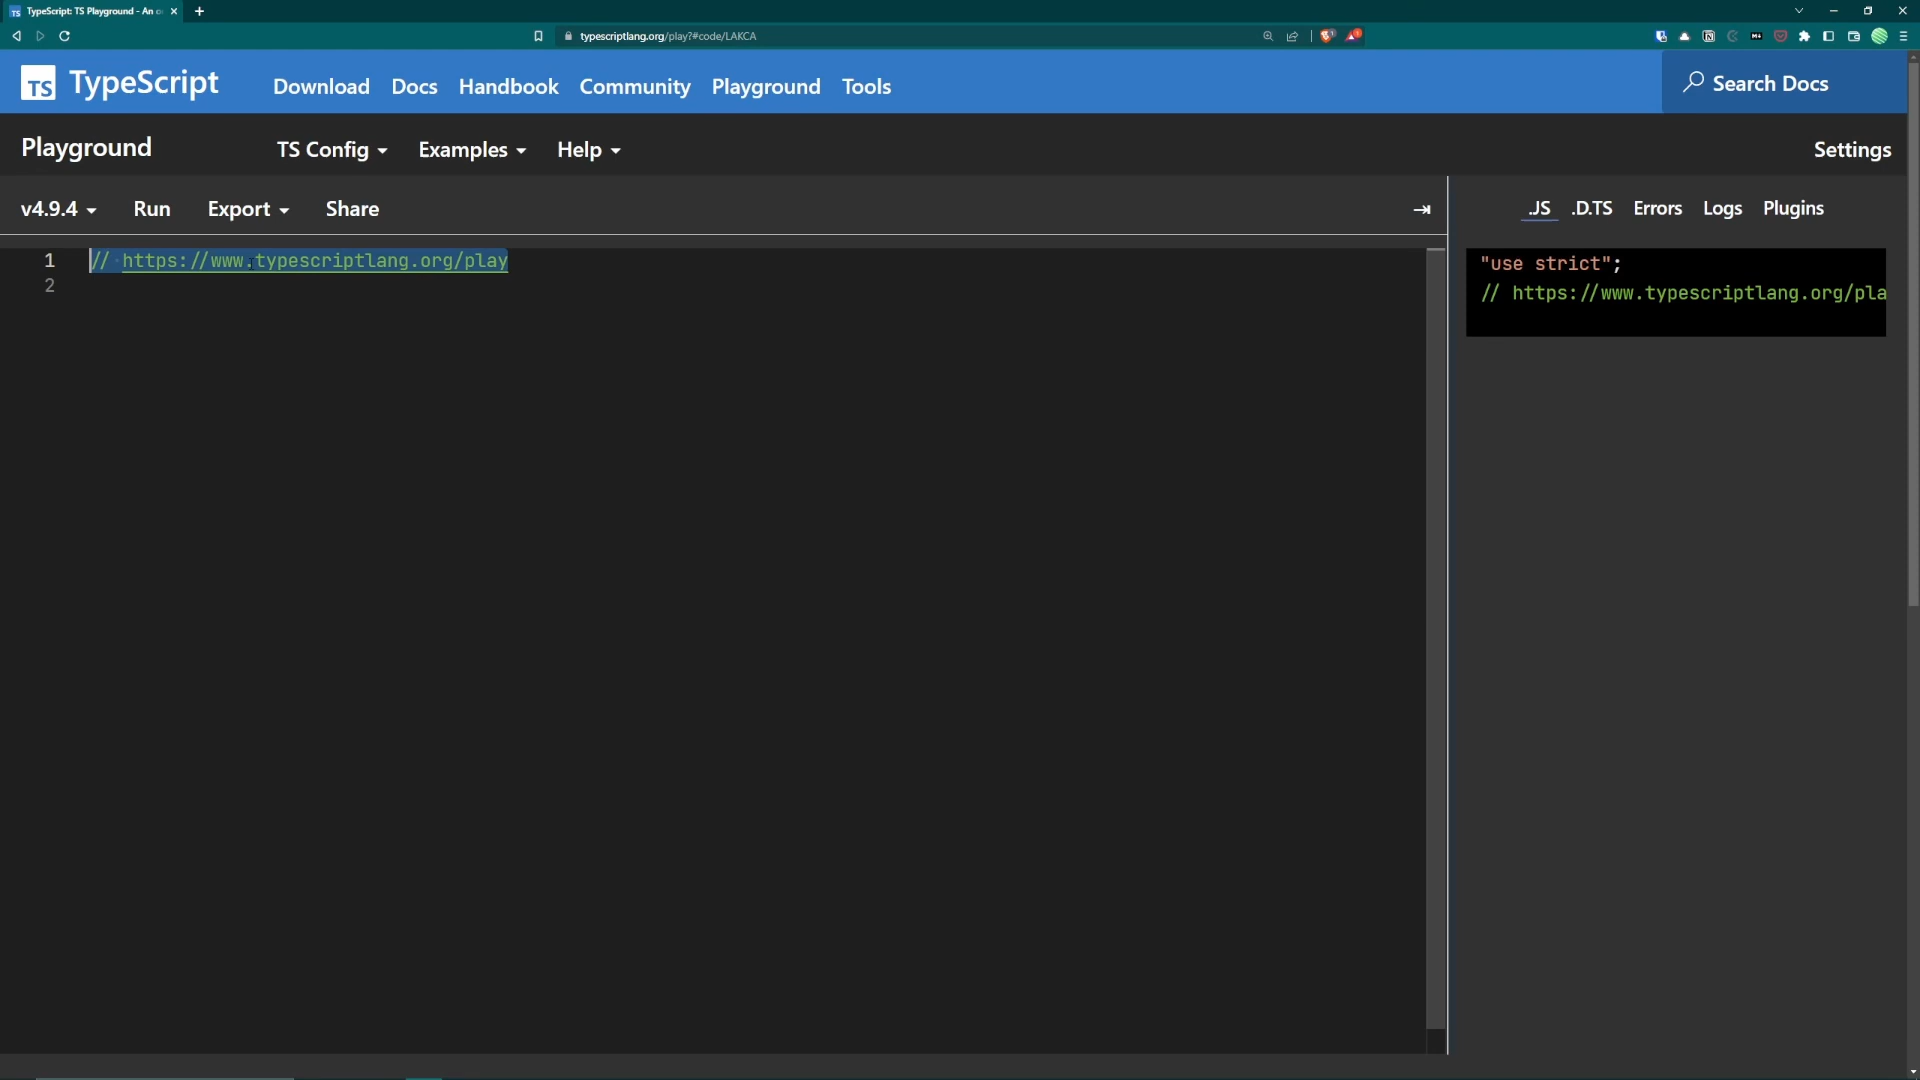 TS TypeScript: TS Playground - An o
typescriptlang.org/play?#code/LAKCA
TS TypeScript Download Docs Handbook Community Playground Tools Search Docs
Playground TS Config Examples Help Settings
v4.9.4 Run Export Share .JS .D.TS Errors Logs Plugins
1 // https://www.typescriptlang.org/play
2
"use strict";
// https://www.typescriptlang.org/pla